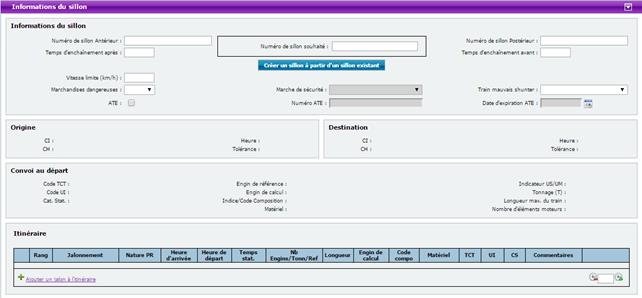 Informations du sillon
Informations du sillon
Numéro de sillon Antérieur : Numéro de sillon souhaité : Numéro de sillon Postérieur :
Temps d'enchaînement après : Temps d'enchaînement avant :
Créer un sillon à partir d'un sillon existant
Vitesse limite (km/h) :
Marchandises dangereuses : Marche de sécurité : Train mauvais shunter :
ATE : Numéro ATE : Date d'expiration ATE :
Origine Destination
CI : Heure : CI : Heure :
CH : Tolérance : CH : Tolérance :
Convoi au départ
Code TCT : Engin de référence : Indicateur US/UM :
Code UI : Engin de calcul : Tonnage (T) :
Cat. Stat. : Indice/Code Composition : Longueur max. du train :
Matériel : Nombre d'éléments moteurs :
Itinéraire
Rang Jalonnement Nature PR Heure d'arrivée Heure de départ Temps stat. Nb Engins/Tonn/Ref Longueur Engin de calcul Code compo Matériel TCT UI CS Commentaires
Ajouter un jalon à l'itinéraire